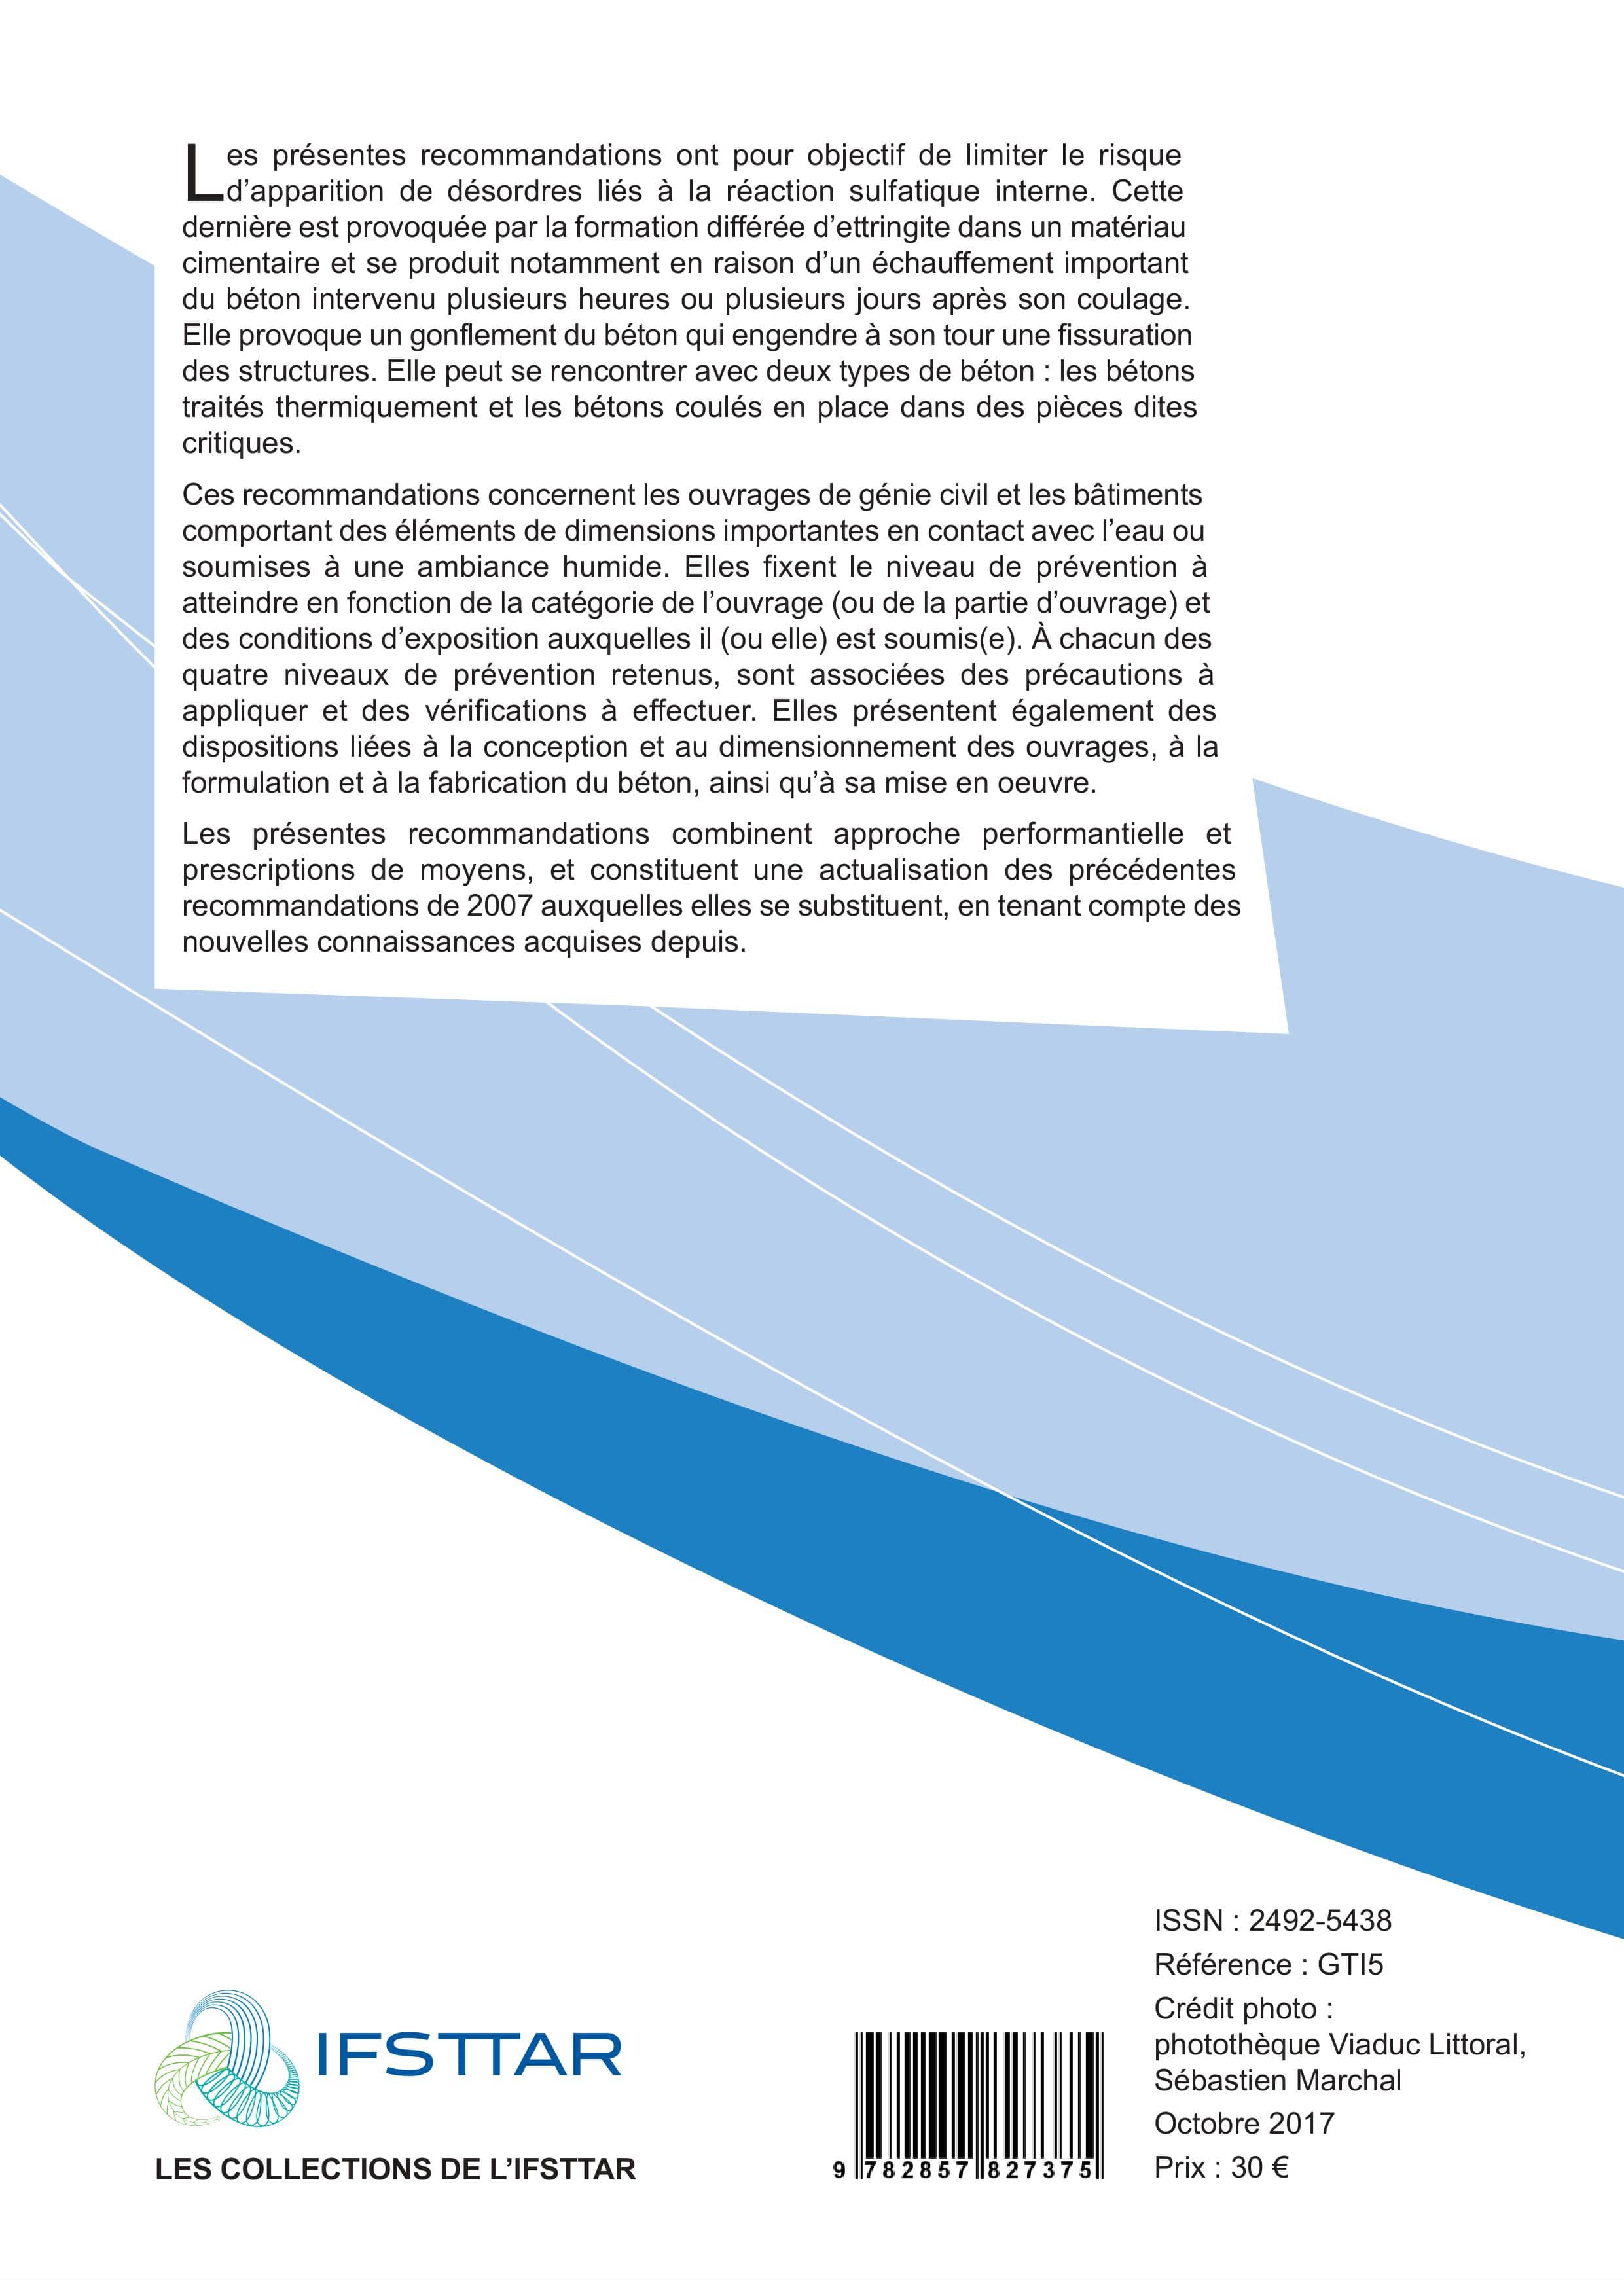 Les présentes recommandations ont pour objectif de limiter le risque
d’apparition de désordres liés à la réaction sulfatique interne. Cette
dernière est provoquée par la formation différée d’ettringite dans un matériau
cimentaire et se produit notamment en raison d’un échauffement important
du béton intervenu plusieurs heures ou plusieurs jours après son coulage.
Elle provoque un gonflement du béton qui engendre à son tour une fissuration
des structures. Elle peut se rencontrer avec deux types de béton : les bétons
traités thermiquement et les bétons coulés en place dans des pièces dites
critiques.
Ces recommandations concernent les ouvrages de génie civil et les bâtiments
comportant des éléments de dimensions importantes en contact avec l’eau ou
soumises à une ambiance humide. Elles fixent le niveau de prévention à
atteindre en fonction de la catégorie de l’ouvrage (ou de la partie d’ouvrage) et
des conditions d’exposition auxquelles il (ou elle) est soumis(e). À chacun des
quatre niveaux de prévention retenus, sont associées des précautions à
appliquer et des vérifications à effectuer. Elles présentent également des
dispositions liées à la conception et au dimensionnement des ouvrages, à la
formulation et à la fabrication du béton, ainsi qu’à sa mise en oeuvre.
Les présentes recommandations combinent approche performantielle et
prescriptions de moyens, et constituent une actualisation des précédentes
recommandations de 2007 auxquelles elles se substituent, en tenant compte des
nouvelles connaissances acquises depuis.
IFSTTAR
LES COLLECTIONS DE L’IFSTTAR
9 782857 827375
ISSN : 2492-5438
Référence : GTI5
Crédit photo :
photothèque Viaduc Littoral,
Sébastien Marchal
Octobre 2017
Prix : 30 €